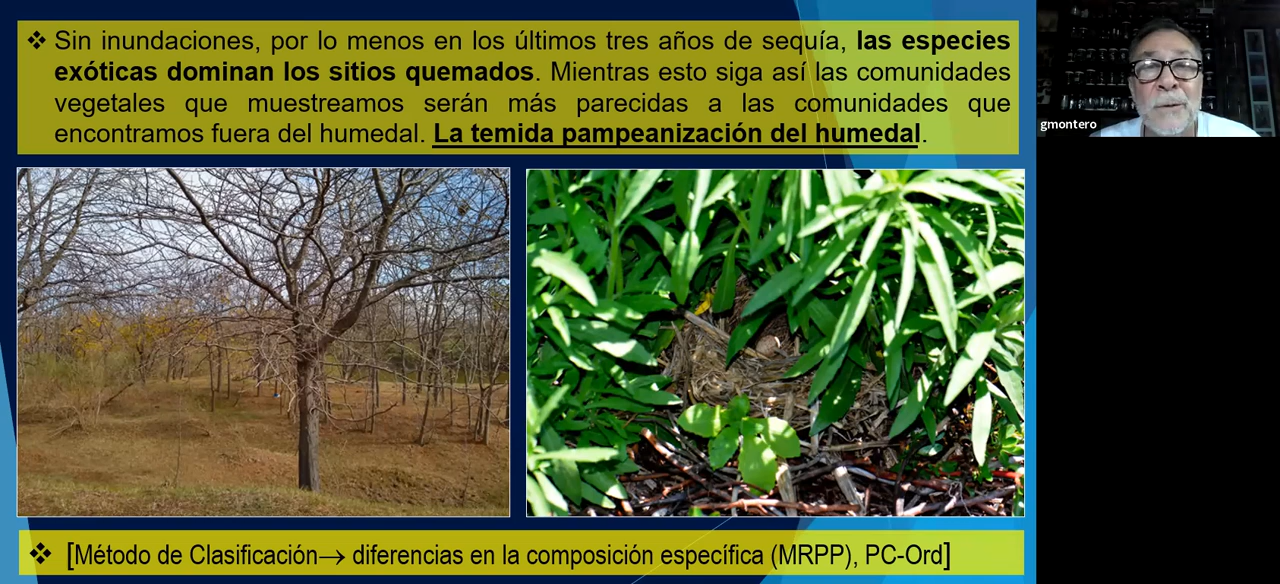 ❖ Sin inundaciones, por lo menos en los últimos tres años de sequía, las especies
exóticas dominan los sitios quemados. Mientras esto siga así las comunidades
vegetales que muestreamos serán más parecidas a las comunidades que
encontramos fuera del humedal. La temida pampeanización del humedal.
gmontero
❖ [Método de Clasificación→ diferencias en la composición específica (MRPP), PC-Ord]